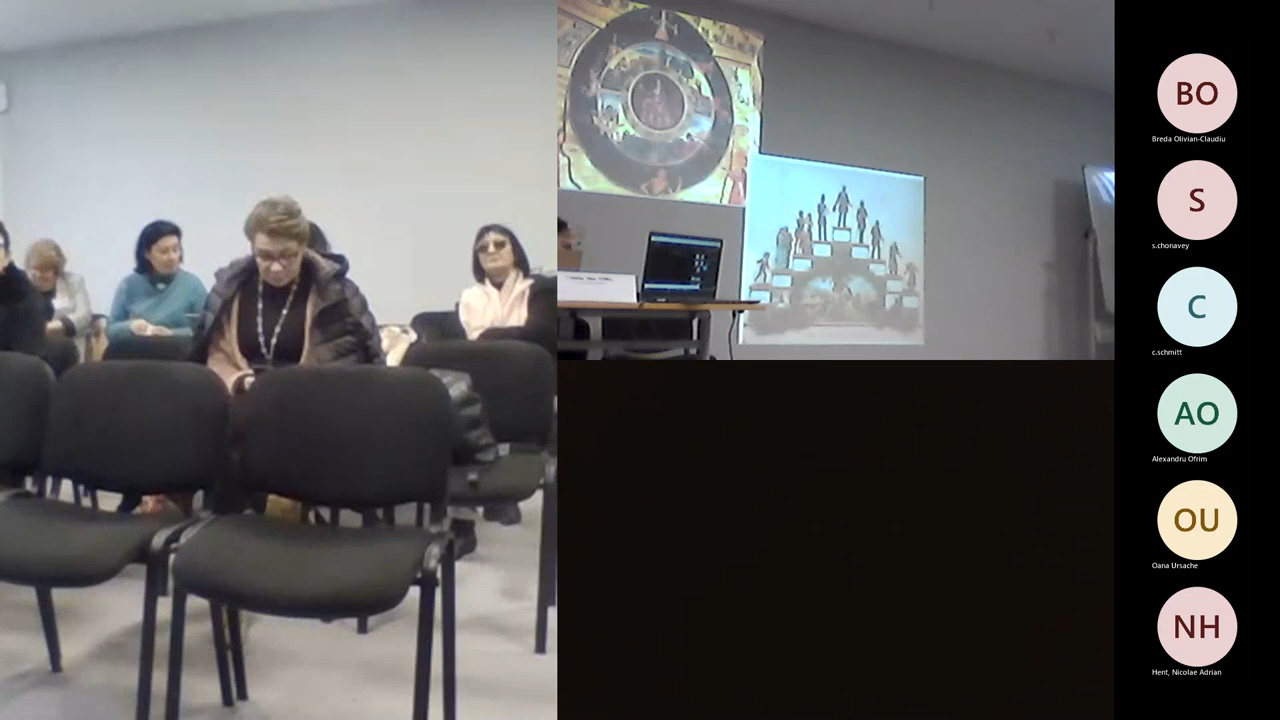 BO
Breda Olivian-Claudiu
S
s.chonavey
C
c.schmitt
AO
Alexandru Ofrim
OU
Oana Ursache
NH
Hent, Nicolae Adrian